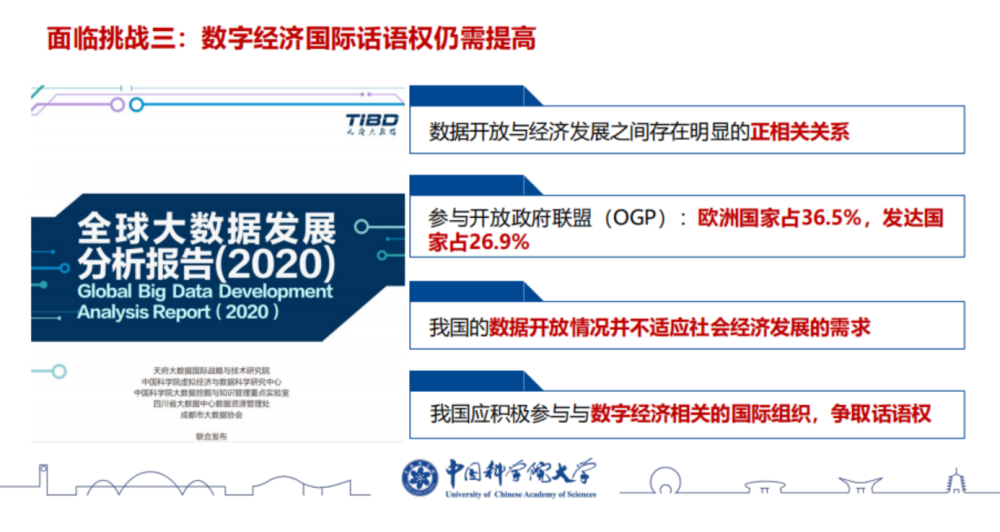 面临挑战三：数字经济国际话语权仍需提高
TIBD
天府大数据
全球大数据发展
分析报告(2020)
Global Big Data Development
Analysis Report（2020）
天府大数据国际战略与技术研究院
中国科学院虚拟经济与数据科学研究中心
中国科学院大数据挖掘与知识管理重点实验室
四川省大数据中心数据资源管理处
成都市大数据协会
联合发布
数据开放与经济发展之间存在明显的正相关关系
参与开放政府联盟（OGP）：欧洲国家占36.5%，发达国
家占26.9%
我国的数据开放情况并不适应社会经济发展的需求
我国应积极参与与数字经济相关的国际组织，争取话语权
中国科学院大学
University of Chinese Academy of Sciences